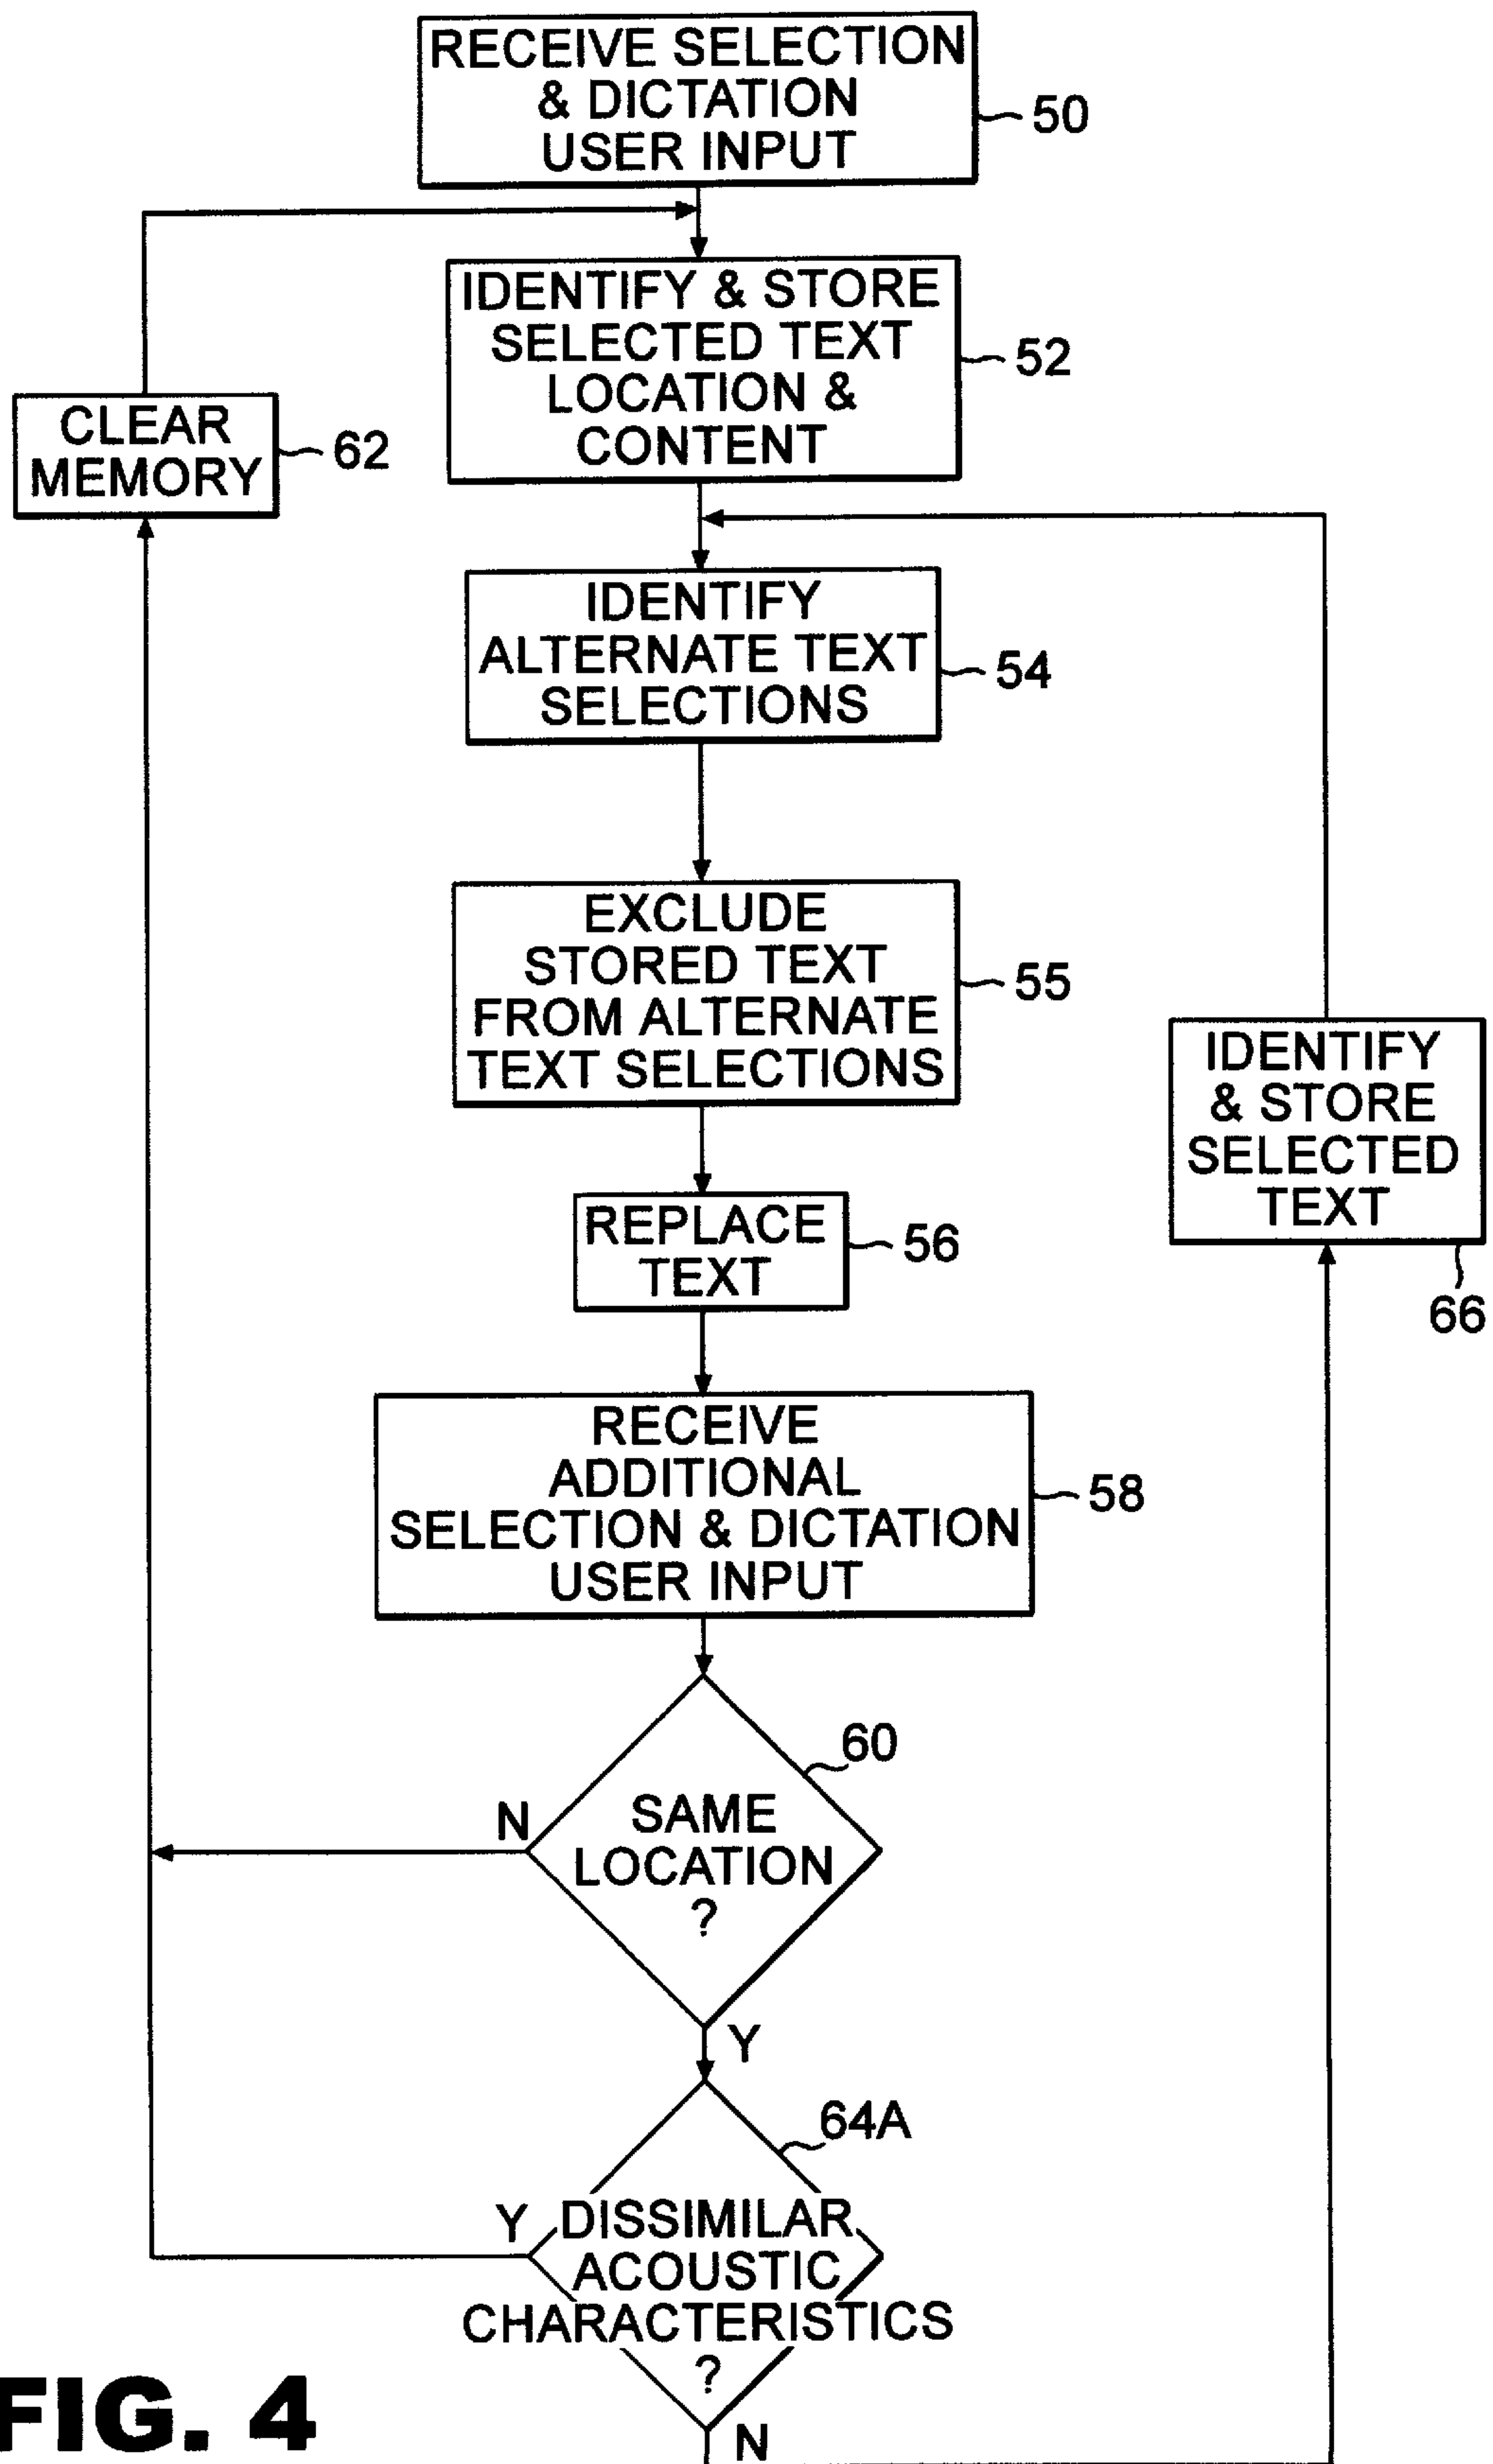 RECEIVE SELECTION
& DICTATION
USER INPUT
50
IDENTIFY & STORE
SELECTED TEXT
LOCATION &
CONTENT
52
CLEAR
MEMORY
62
IDENTIFY
ALTERNATE TEXT
SELECTIONS
54
EXCLUDE
STORED TEXT
FROM ALTERNATE
TEXT SELECTIONS
55
IDENTIFY
& STORE
SELECTED
TEXT
66
REPLACE
TEXT
56
RECEIVE
ADDITIONAL
SELECTION & DICTATION
USER INPUT
58
60
N
SAME
LOCATION
?
Y
64A
Y
DISSIMILAR
ACOUSTIC
CHARACTERISTICS
?
N
FIG. 4